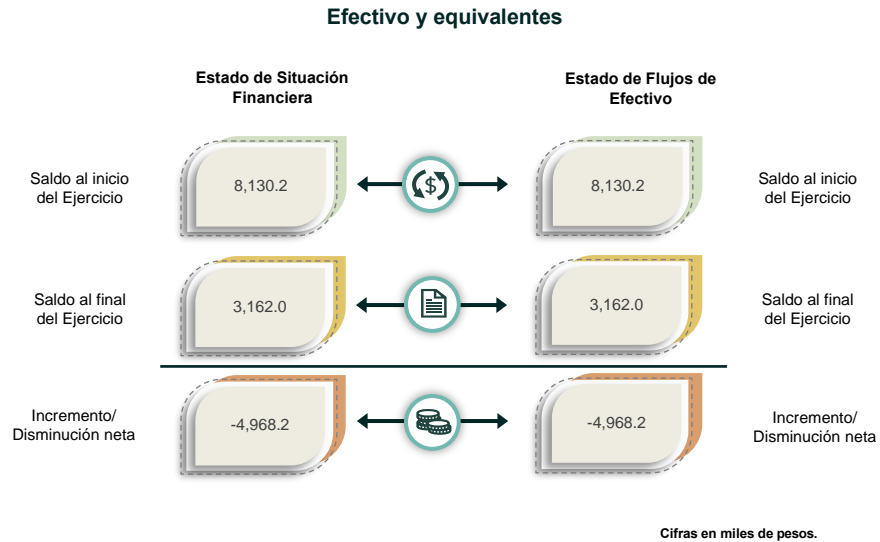 Efectivo y equivalentes
Estado de Situación
Financiera
Estado de Flujos de
Efectivo
Saldo al inicio
del Ejercicio
8,130.2
$
8,130.2
Saldo al inicio
del Ejercicio
Saldo al final
del Ejercicio
3,162.0
3,162.0
Saldo al final
del Ejercicio
Incremento/
Disminución neta
-4,968.2
-4,968.2
Incremento/
Disminución neta
Cifras en miles de pesos.